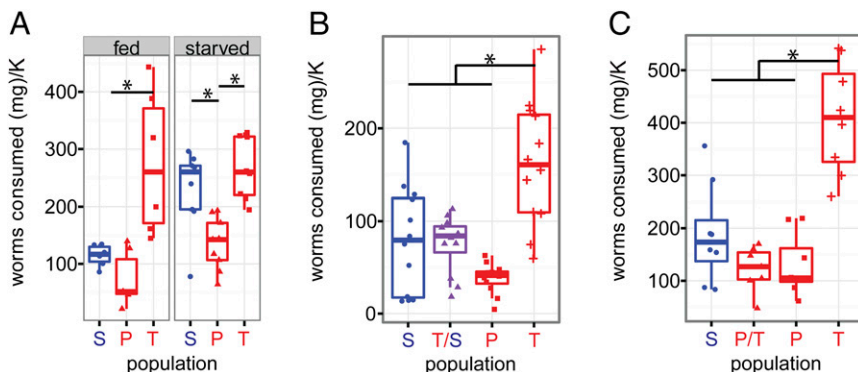 A
B
C
fed starved
worms consumed (mg)/K
400
300
200
100
* * *
S P T S P T
population
worms consumed (mg)/K
200
100
0
*
S T/S P T
population
worms consumed (mg)/K
500
400
300
200
100
*
S P/T P T
population